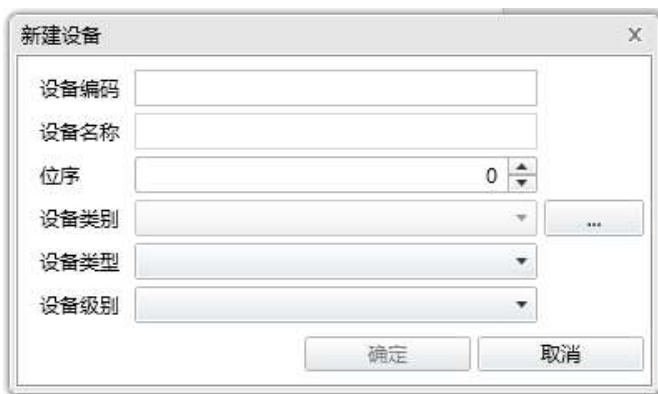 新建设备
设备编码
设备名称
位序 0
设备类别 ...
设备类型
设备级别
确定 取消